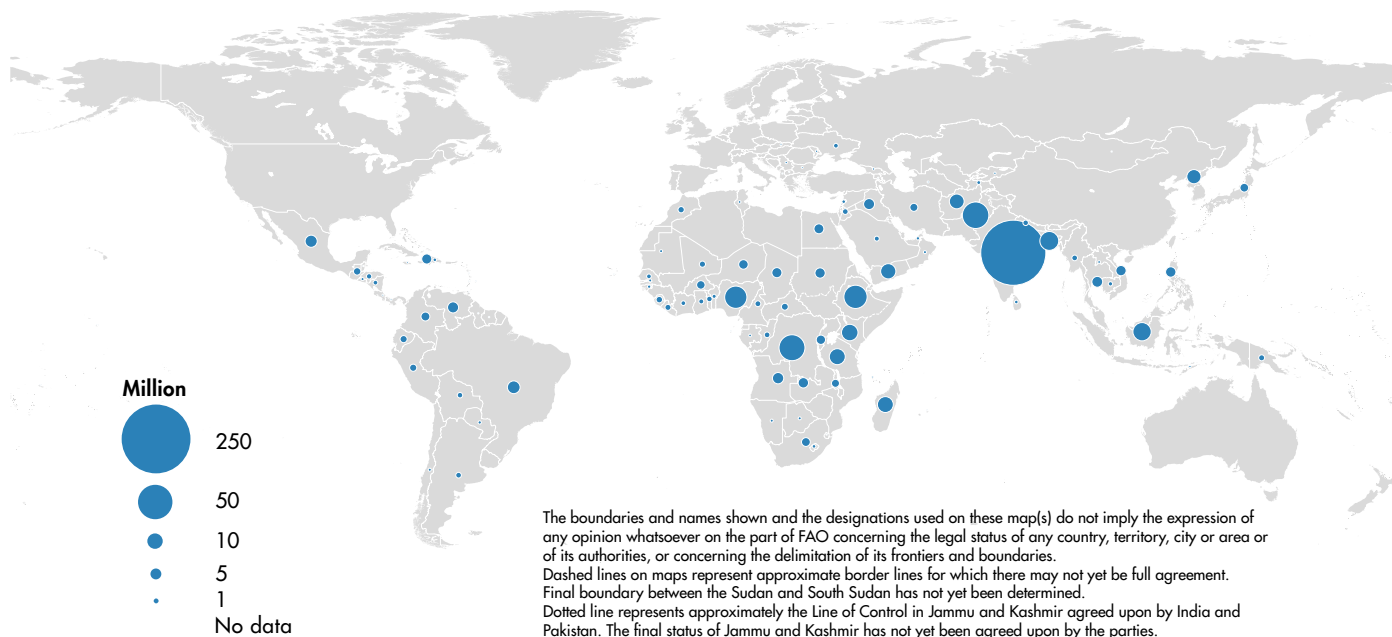 Million
250
50
10
5
1
No data
The boundaries and names shown and the designations used on these map(s) do not imply the expression of
any opinion whatsoever on the part of FAO concerning the legal status of any country, territory, city or area or
of its authorities, or concerning the delimitation of its frontiers and boundaries.
Dashed lines on maps represent approximate border lines for which there may not yet be full agreement.
Final boundary between the Sudan and South Sudan has not yet been determined.
Dotted line represents approximately the Line of Control in Jammu and Kashmir agreed upon by India and
Pakistan. The final status of Jammu and Kashmir has not yet been agreed upon by the parties.